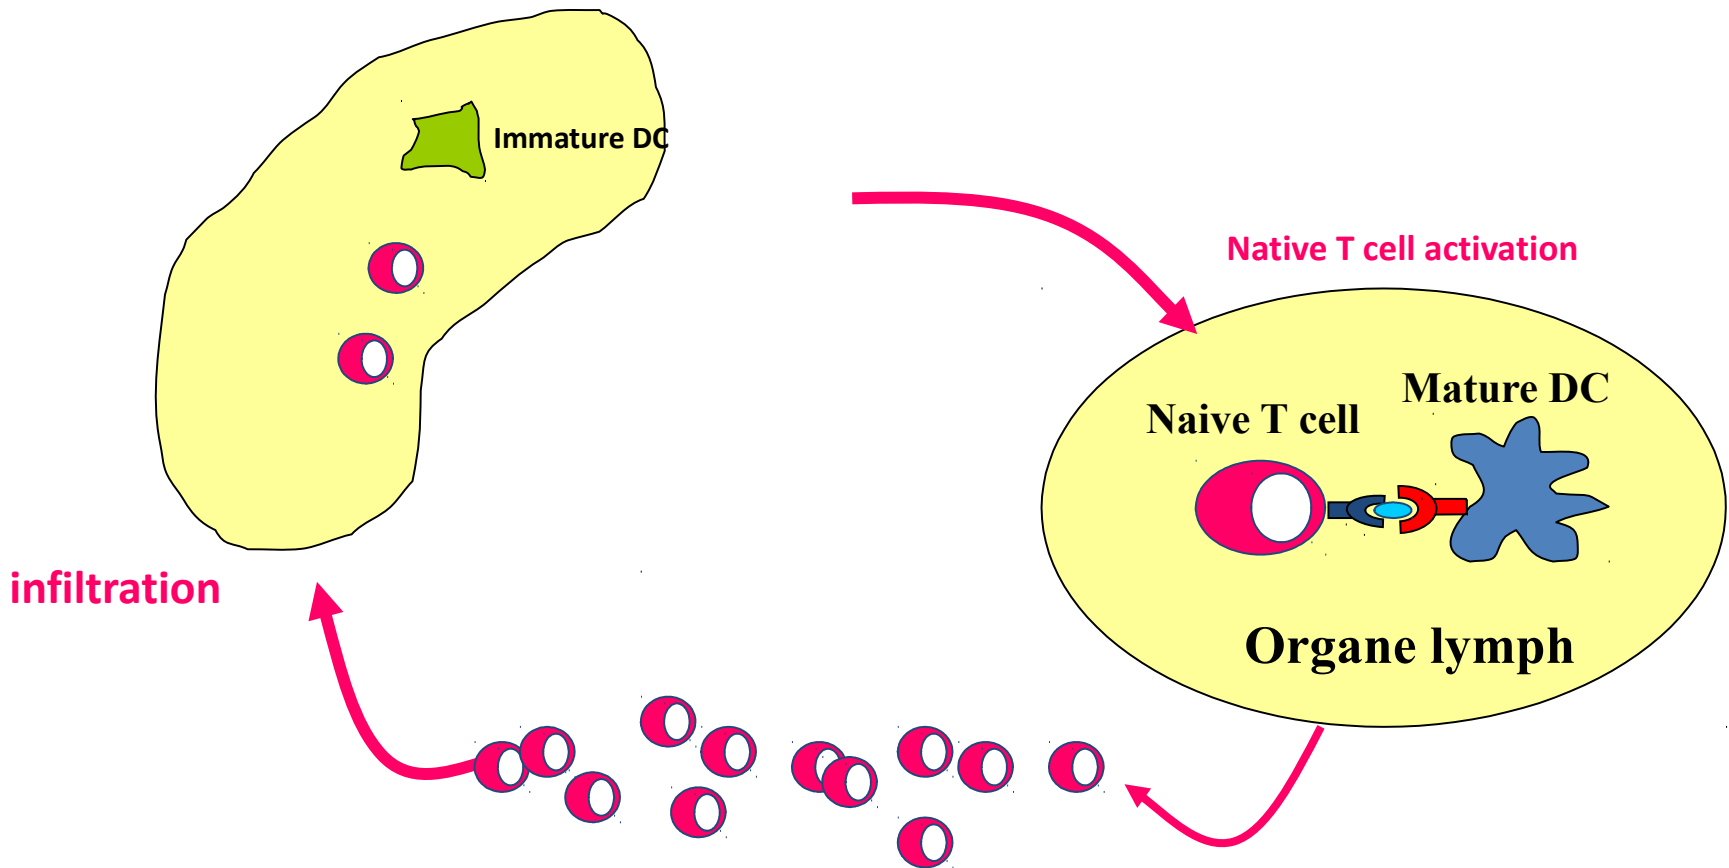 Immature DC
Native T cell activation
Mature DC
Naive T cell
infiltration
Organe lymph